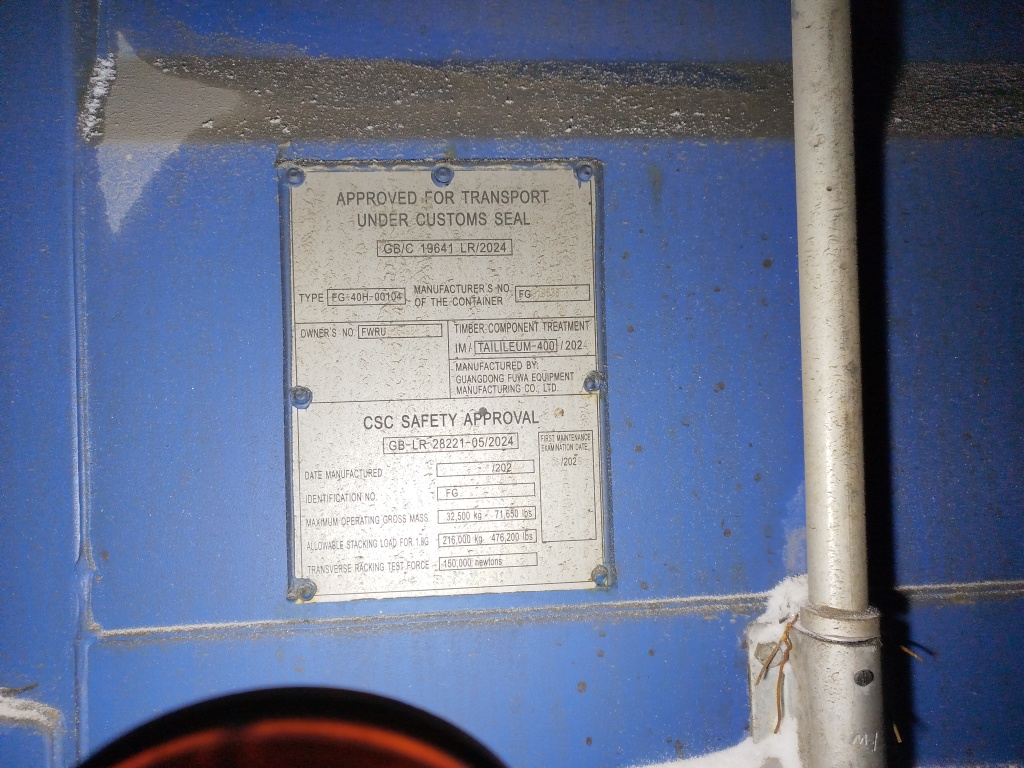 APPROVED FOR TRANSPORT
UNDER CUSTOMS SEAL
GB/C 19641 LR/2024
TYPE FG-40H-00104 MANUFACTURER'S NO. OF THE CONTAINER FG
OWNER'S NO. FWRU
TIMBER COMPONENT TREATMENT
IM / TAILILEUM-400 / 202
MANUFACTURED BY:
GUANGDONG FUWA EQUIPMENT
MANUFACTURING CO., LTD.
CSC SAFETY APPROVAL
GB-LR-28221-05/2024
FIRST MAINTENANCE
EXAMINATION DATE
/202
DATE MANUFACTURED /202
IDENTIFICATION NO. FG
MAXIMUM OPERATING GROSS MASS 32,500 kg - 71,650 lbs
ALLOWABLE STACKING LOAD FOR 1.8G 216,000 kg - 476,200 lbs
TRANSVERSE RACKING TEST FORCE - 150,000 newtons